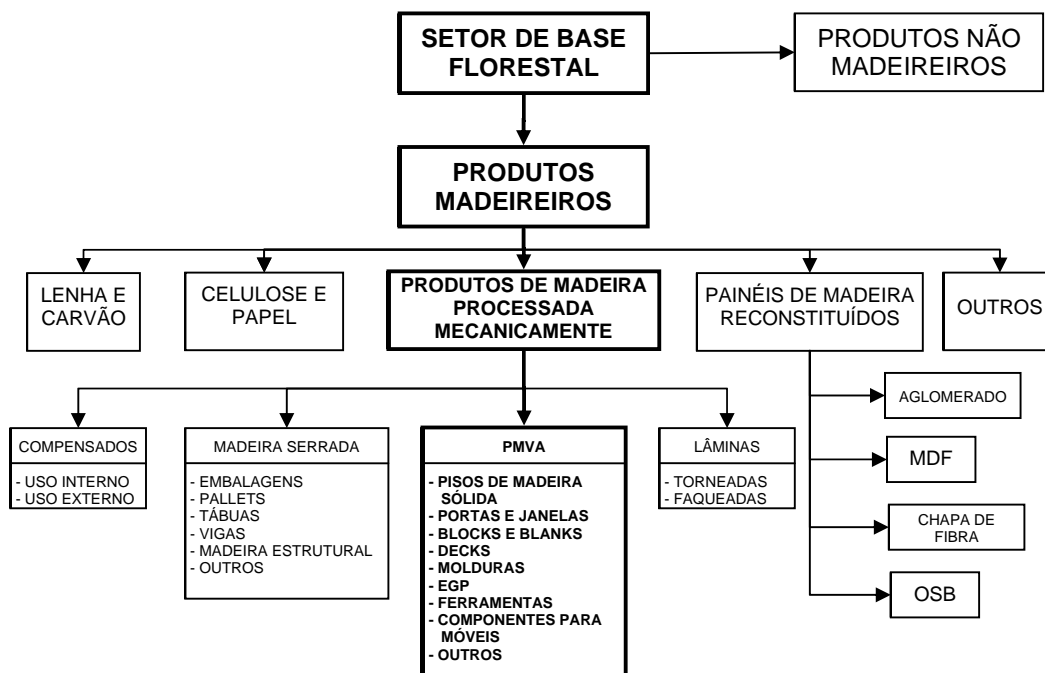 SETOR DE BASE
FLORESTAL
PRODUTOS NÃO
MADEIREIROS
PRODUTOS
MADEIREIROS
LENHA E
CARVÃO
CELULOSE E
PAPEL
PRODUTOS DE MADEIRA
PROCESSADA
MECANICAMENTE
PAINÉIS DE MADEIRA
RECONSTITUÍDOS
OUTROS
COMPENSADOS
- USO INTERNO
- USO EXTERNO
MADEIRA SERRADA
- EMBALAGENS
- PALLETS
- TÁBUAS
- VIGAS
- MADEIRA ESTRUTURAL
- OUTROS
PMVA
- PISOS DE MADEIRA
SÓLIDA
- PORTAS E JANELAS
- BLOCKS E BLANKS
- DECKS
- MOLDURAS
- EGP
- FERRAMENTAS
- COMPONENTES PARA
MÓVEIS
- OUTROS
LÂMINAS
- TORNEADAS
- FAQUEADAS
AGLOMERADO
MDF
CHAPA DE
FIBRA
OSB